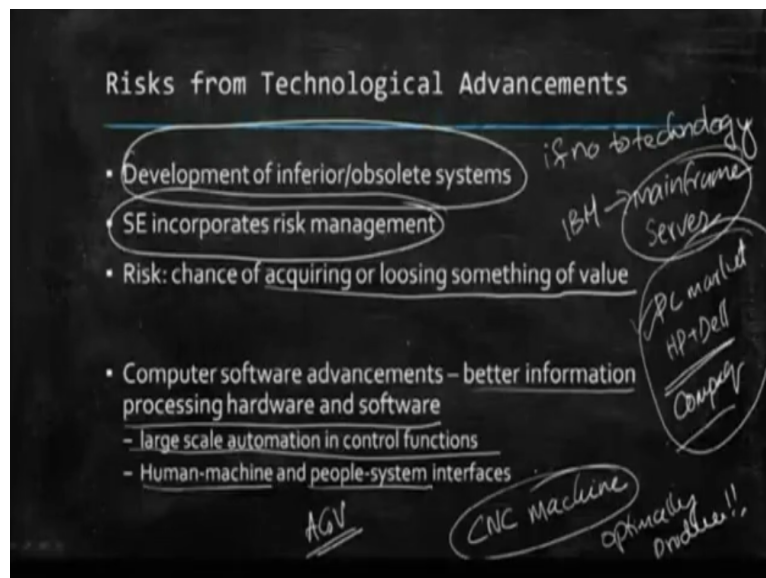 Risks from Technological Advancements
if no to technology
▪ Development of inferior/obsolete systems
IBM → mainframe
Server
▪ SE incorporates risk management
▪ Risk: chance of acquiring or loosing something of value
PC market
HP+Dell
Compaq
▪ Computer software advancements – better information
processing hardware and software
– large scale automation in control functions
– Human-machine and people-system interfaces
AGV
CNC Machine
optimally
produce!!